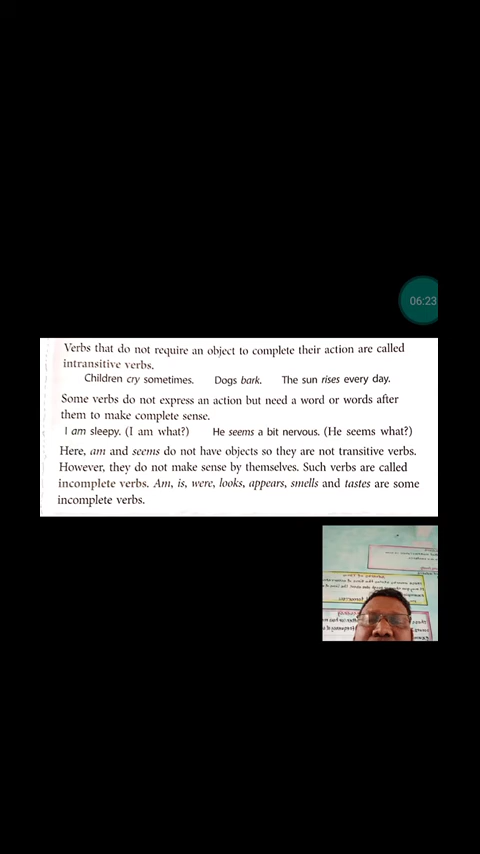 06:23
Verbs that do not require an object to complete their action are called
intransitive verbs.
Children cry sometimes. Dogs bark. The sun rises every day.
Some verbs do not express an action but need a word or words after
them to make complete sense.
I am sleepy. (I am what?) He seems a bit nervous. (He seems what?)
Here, am and seems do not have objects so they are not transitive verbs.
However, they do not make sense by themselves. Such verbs are called
incomplete verbs. Am, is, were, looks, appears, smells and tastes are some
incomplete verbs.